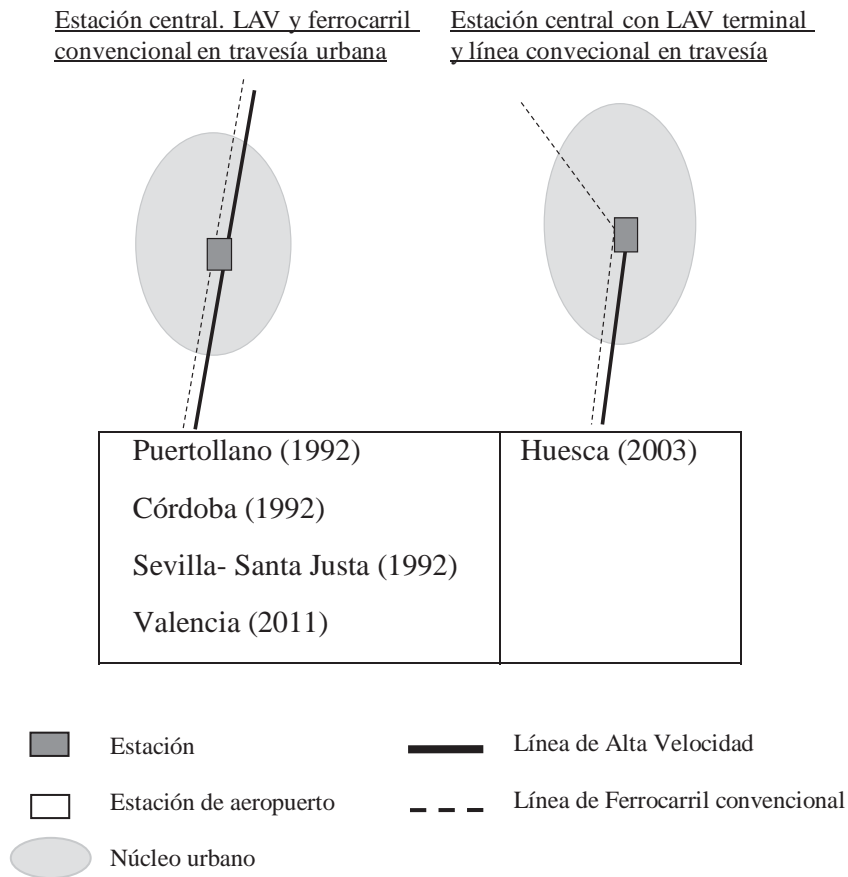 Estación central. LAV y ferrocarril
convencional en travesía urbana
Estación central con LAV terminal
y línea convecional en travesía
Puertollano (1992)
Córdoba (1992)
Sevilla- Santa Justa (1992)
Valencia (2011)
Huesca (2003)
Estación
Línea de Alta Velocidad
Estación de aeropuerto
Línea de Ferrocarril convencional
Núcleo urbano